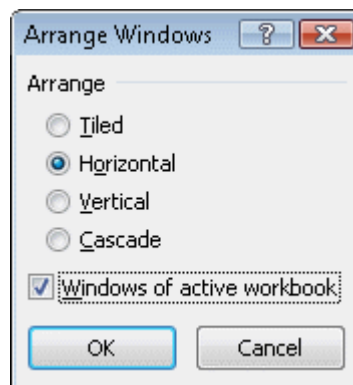 Arrange Windows
Arrange
Tiled
Horizontal
Vertical
Cascade
Windows of active workbook
OK Cancel